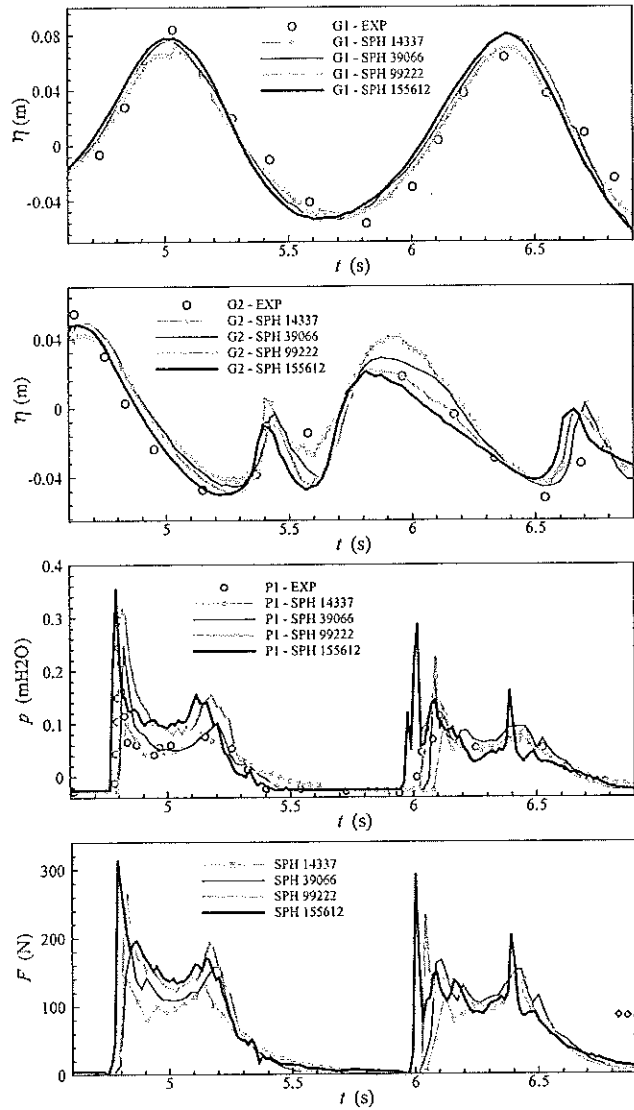 0.08
0.04
0
-0.04
η (m)
G1 - EXP
G1 - SPH 14337
G1 - SPH 39066
G1 - SPH 99222
G1 - SPH 155612
5
5.5
6
6.5
t (s)
0.04
0
-0.04
η (m)
G2 - EXP
G2 - SPH 14337
G2 - SPH 39066
G2 - SPH 99222
G2 - SPH 155612
5
5.5
6
6.5
t (s)
0.4
0.3
0.2
0.1
0
p (mH2O)
P1 - EXP
P1 - SPH 14337
P1 - SPH 39066
P1 - SPH 99222
P1 - SPH 155612
5
5.5
6
6.5
t (s)
300
200
100
0
F (N)
SPH 14337
SPH 39066
SPH 99222
SPH 155612
5
5.5
6
6.5
t (s)